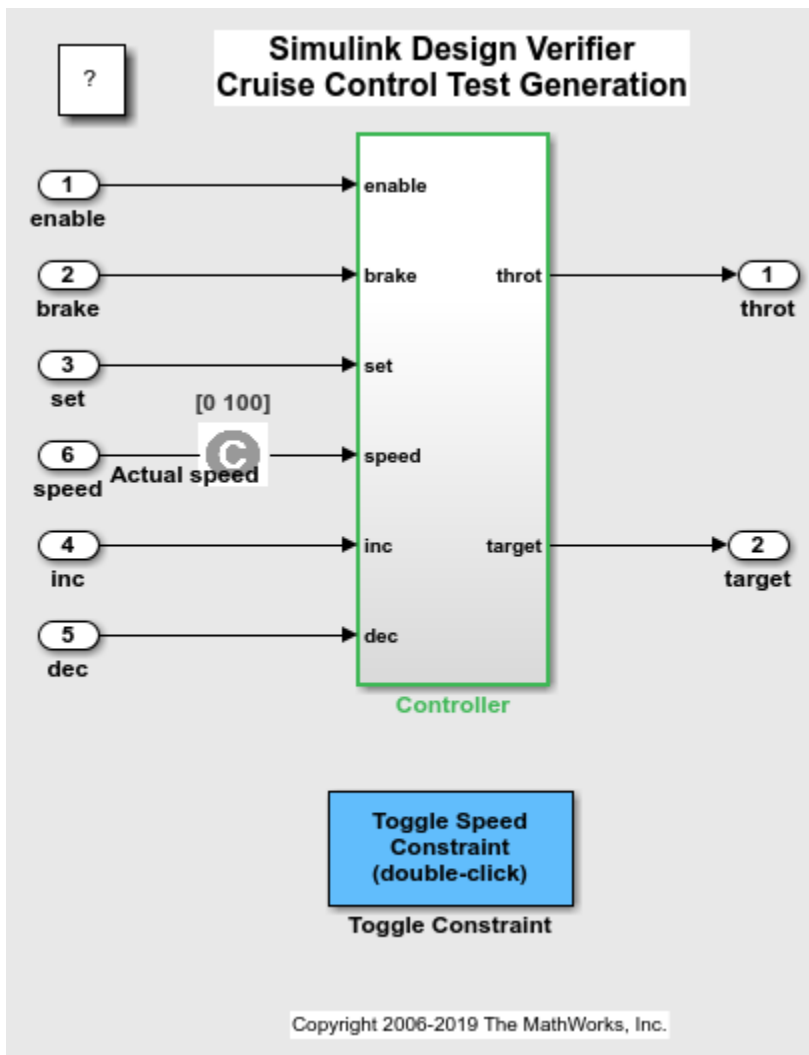 Simulink Design Verifier
Cruise Control Test Generation
?
1
enable
enable
2
brake
brake
throt
1
throt
3
set
set
[0 100]
6
speed
Actual speed
C
speed
4
inc
inc
target
2
target
5
dec
dec
Controller
Toggle Speed
Constraint
(double-click)
Toggle Constraint
Copyright 2006-2019 The MathWorks, Inc.